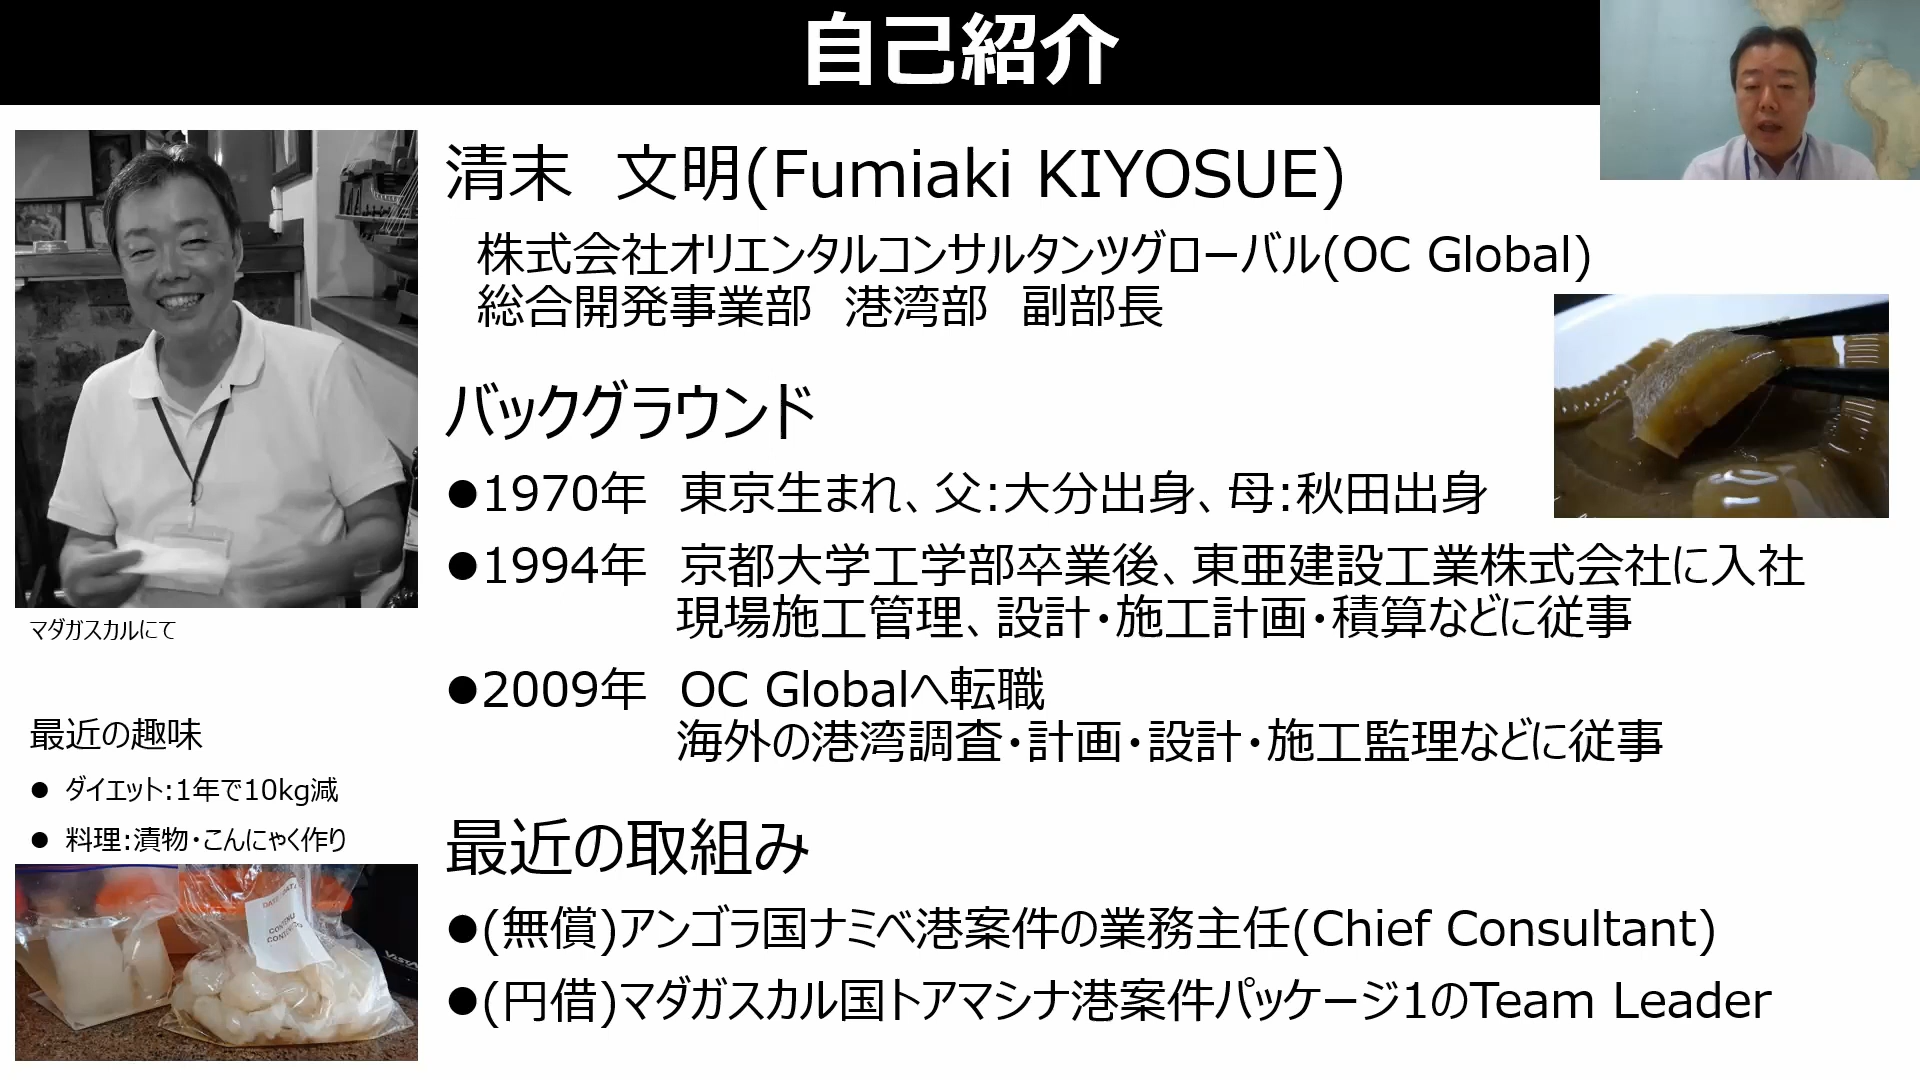 自己紹介
清末　文明(Fumiaki KIYOSUE)
株式会社オリエンタルコンサルタンツグローバル(OC Global)
総合開発事業部　港湾部　副部長
バックグラウンド
●1970年　東京生まれ、父:大分出身、母:秋田出身
●1994年　京都大学工学部卒業後、東亜建設工業株式会社に入社
現場施工管理、設計・施工計画・積算などに従事
●2009年　OC Globalへ転職
海外の港湾調査・計画・設計・施工監理などに従事
最近の取組み
●(無償)アンゴラ国ナミベ港案件の業務主任(Chief Consultant)
●(円借)マダガスカル国トアマシナ港案件パッケージ1のTeam Leader
マダガスカルにて
最近の趣味
● ダイエット:1年で10kg減
● 料理:漬物・こんにゃく作り